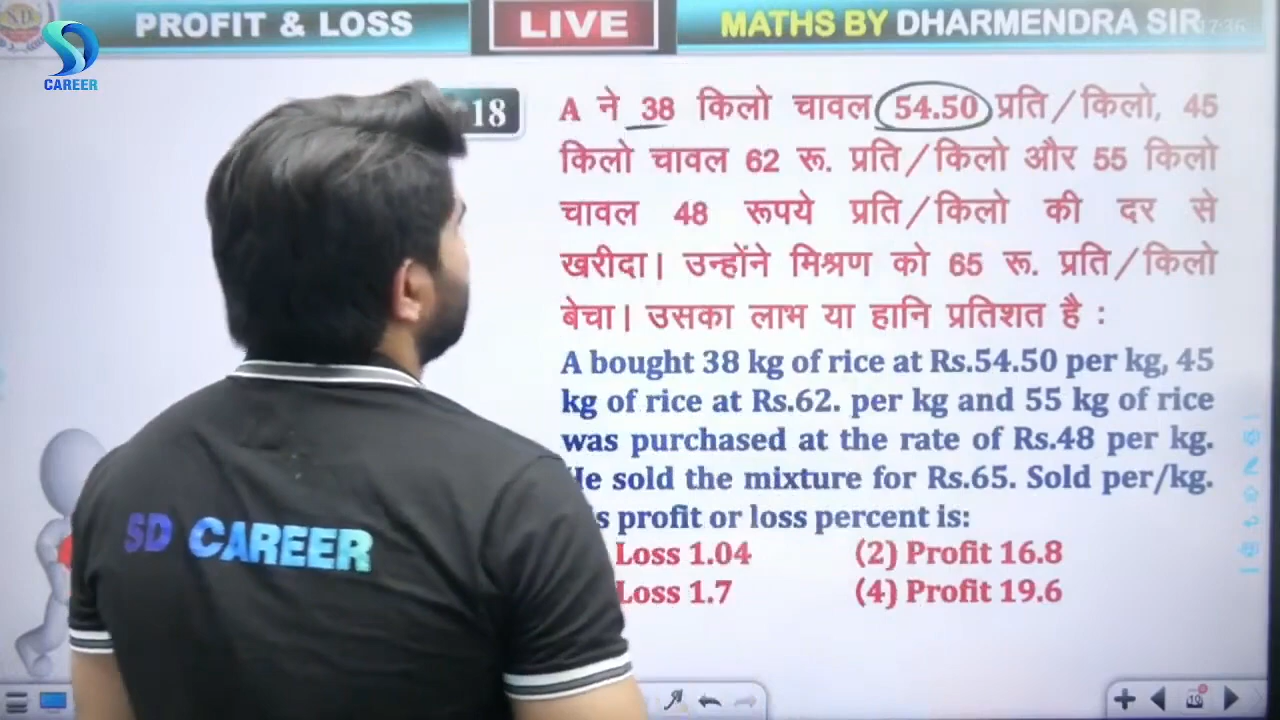 PROFIT & LOSS
LIVE
MATHS BY DHARMENDRA SIR
CAREER
18
A ने 38 किलो चावल 54.50 प्रति/किलो, 45
किलो चावल 62 रू. प्रति/किलो और 55 किलो
चावल 48 रूपये प्रति/किलो की दर से
खरीदा। उन्होंने मिश्रण को 65 रू. प्रति/किलो
बेचा। उसका लाभ या हानि प्रतिशत है :
A bought 38 kg of rice at Rs.54.50 per kg, 45
kg of rice at Rs.62. per kg and 55 kg of rice
was purchased at the rate of Rs.48 per kg.
sold the mixture for Rs.65. Sold per/kg.
profit or loss percent is:
Loss 1.04 (2) Profit 16.8
Loss 1.7 (4) Profit 19.6
SD CAREER